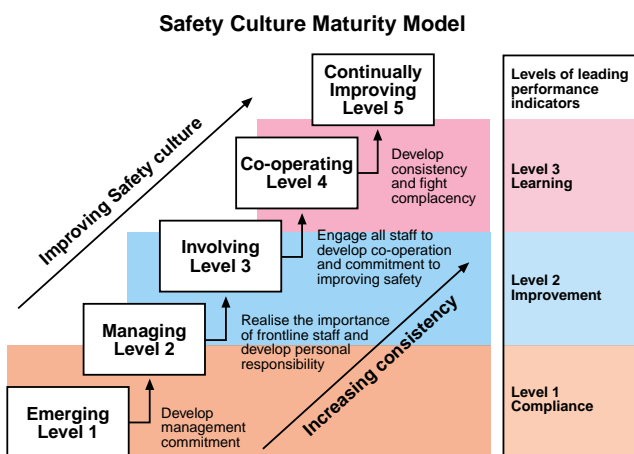 Safety Culture Maturity Model
Continually
Improving
Level 5
Levels of leading
performance
indicators
Improving Safety culture
Co-operating
Level 4
Develop
consistency
and fight
complacency
Level 3
Learning
Involving
Level 3
Engage all staff to
develop co-operation
and commitment to
improving safety
Level 2
Improvement
Managing
Level 2
Realise the importance
of frontline staff and
develop personal
responsibility
Increasing consistency
Emerging
Level 1
Develop
management
commitment
Level 1
Compliance